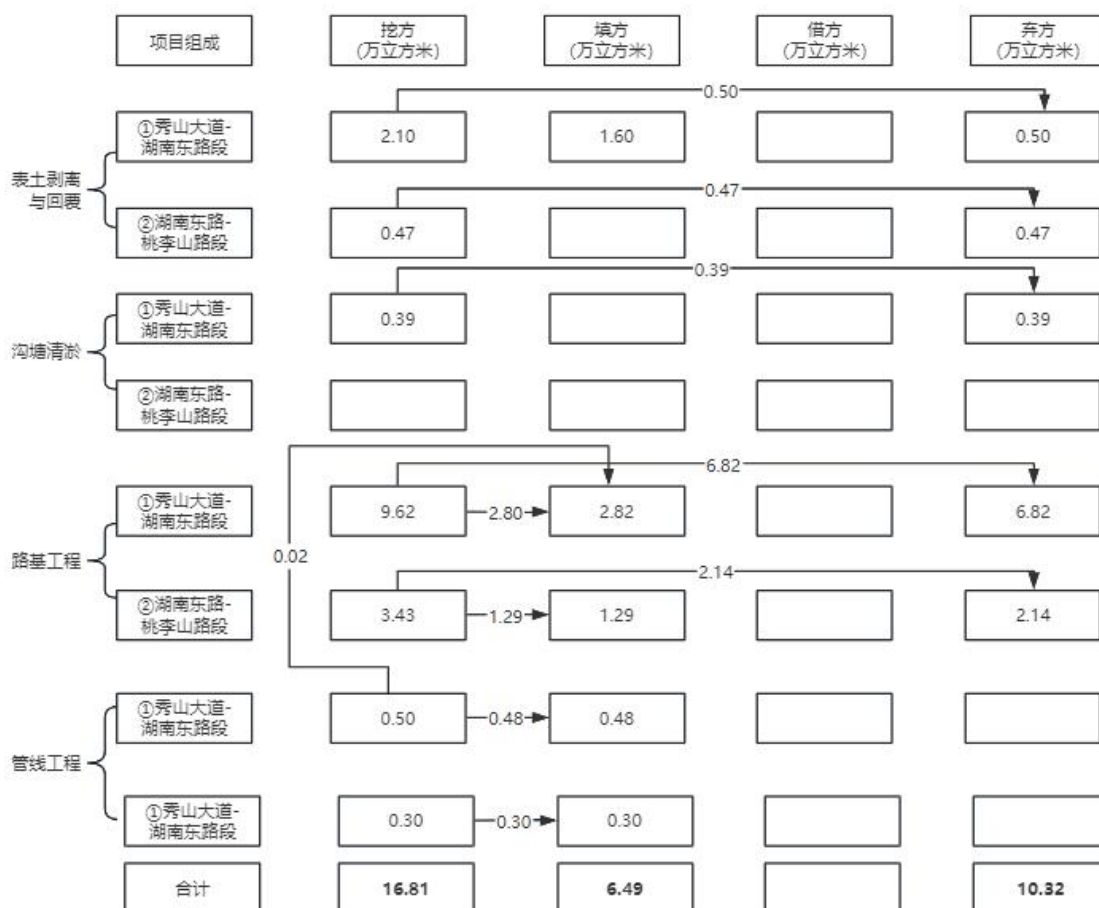 项目组成
挖方
(万立方米)
填方
(万立方米)
借方
(万立方米)
弃方
(万立方米)
0.50
①秀山大道-
湖南东路段
2.10
1.60
0.50
表土剥离
与回覆
0.47
②湖南东路-
桃李山路段
0.47
0.47
0.39
①秀山大道-
湖南东路段
0.39
0.39
沟塘清淤
②湖南东路-
桃李山路段
6.82
①秀山大道-
湖南东路段
9.62
2.80
2.82
6.82
路基工程
0.02
2.14
②湖南东路-
桃李山路段
3.43
1.29
1.29
2.14
①秀山大道-
湖南东路段
0.50
0.48
0.48
管线工程
①秀山大道-
湖南东路段
0.30
0.30
0.30
合计
16.81
6.49
10.32